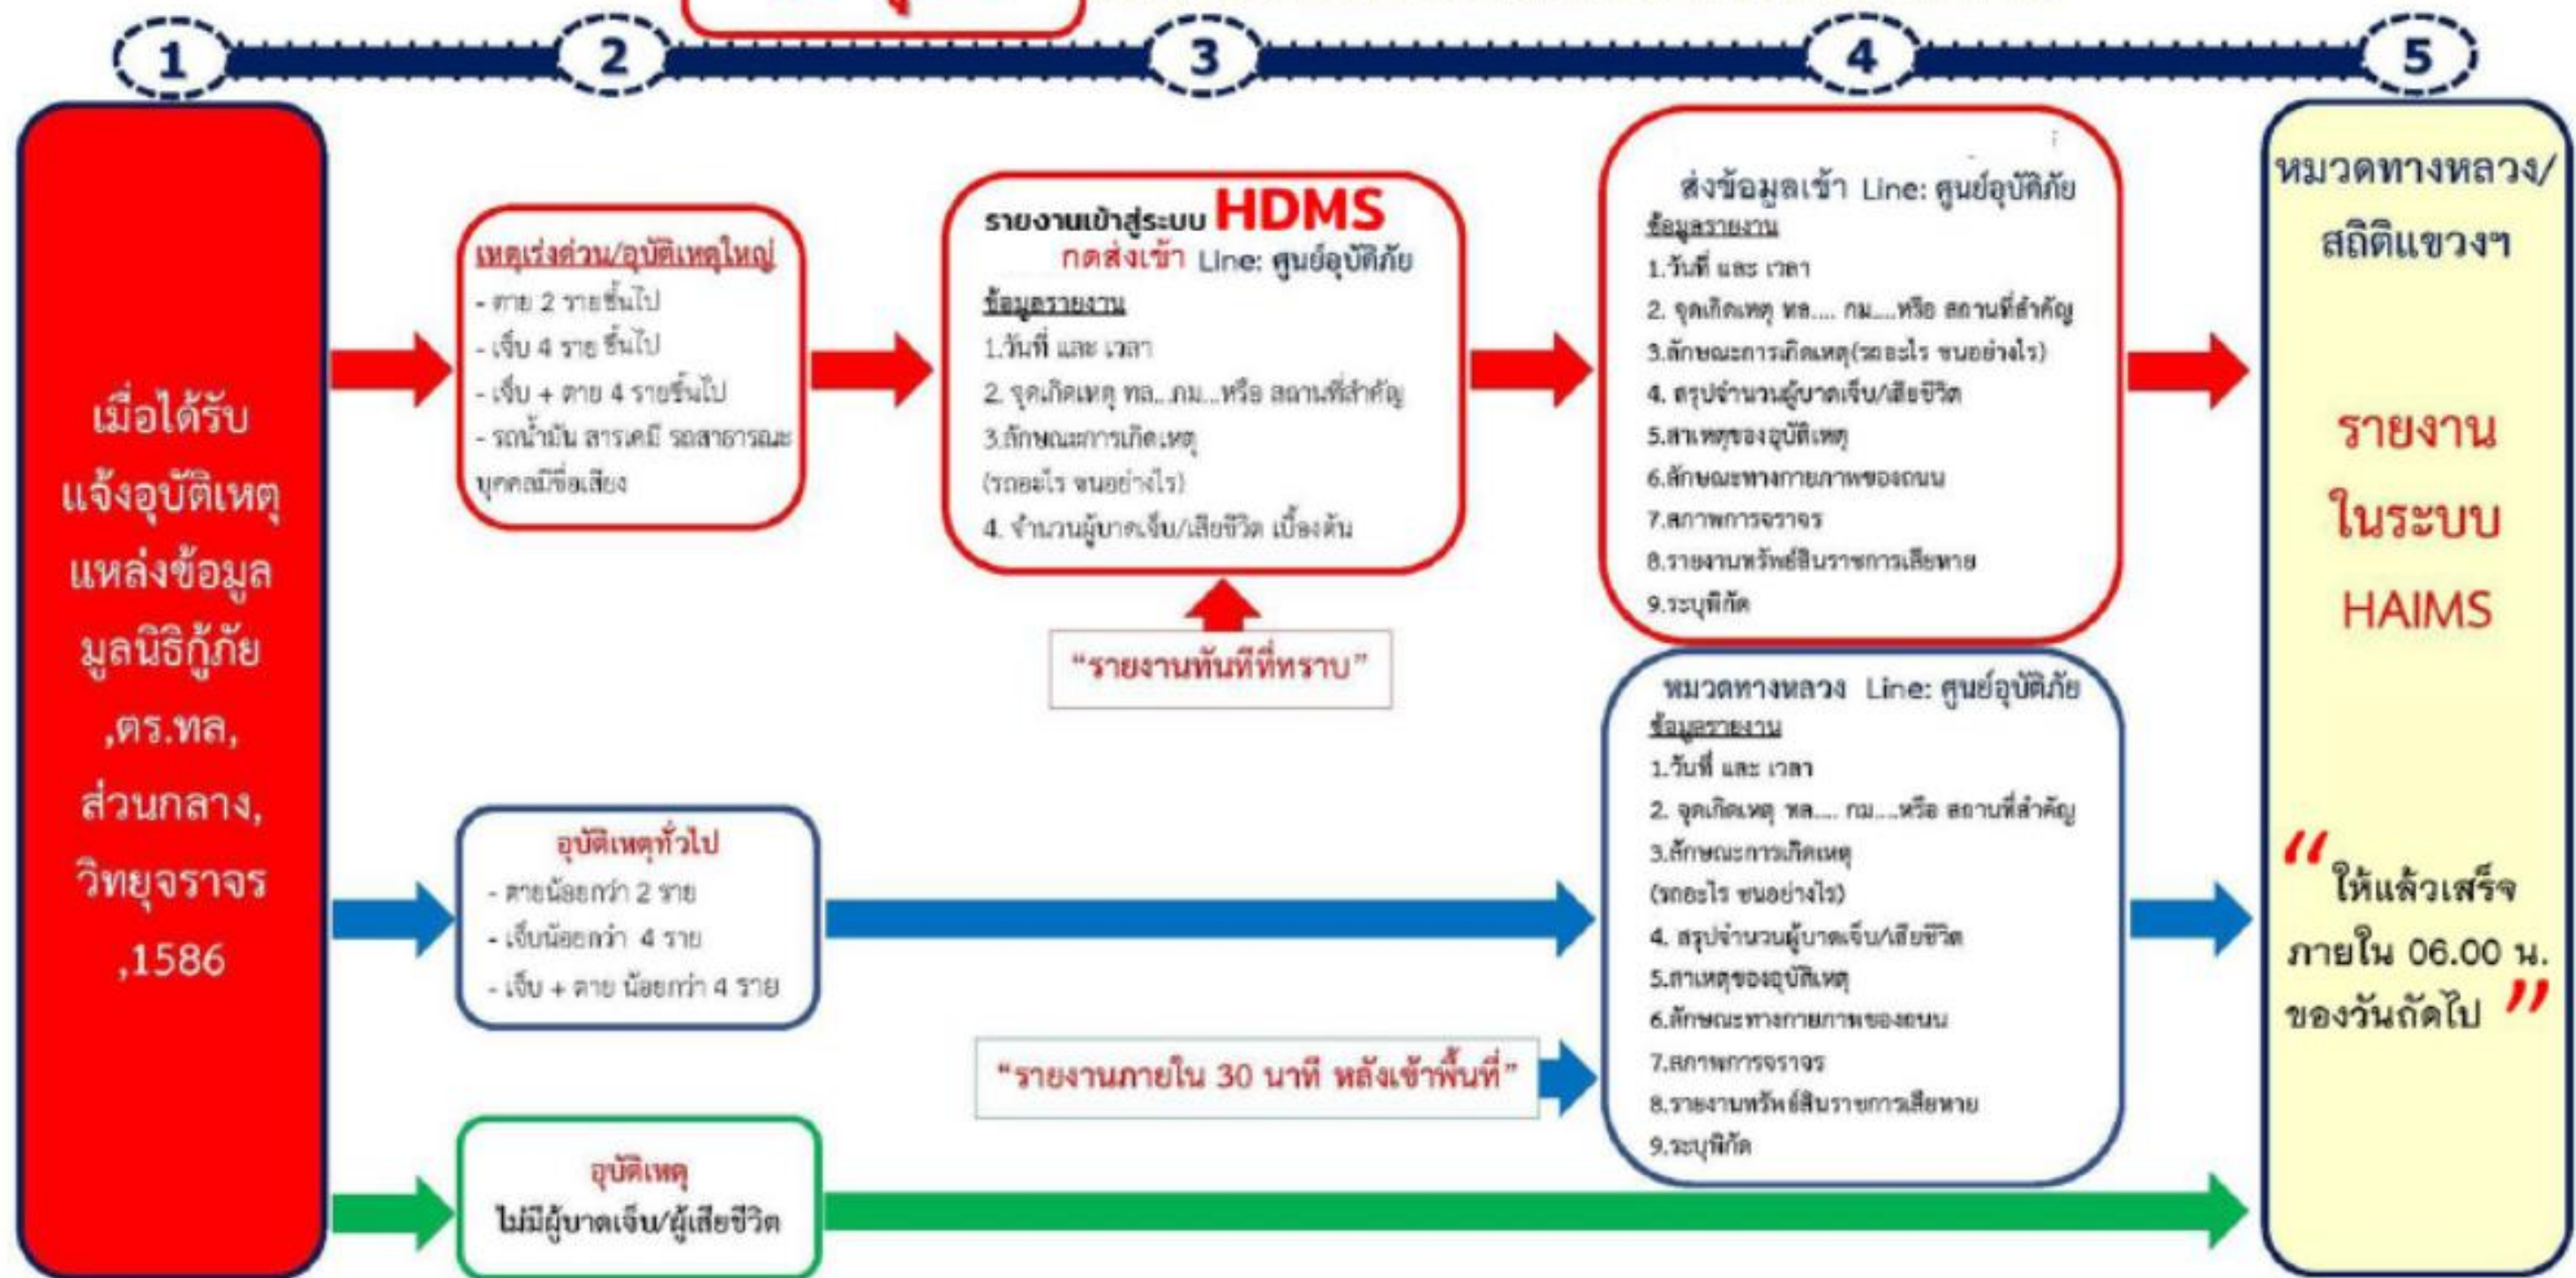 1
2
3
4
5
เมื่อได้รับ
แจ้งอุบัติเหตุ
แหล่งข้อมูล
มูลนิธิกู้ภัย
,ตร.ทล,
ส่วนกลาง,
วิทยุจราจร
,1586
เหตุเร่งด่วน/อุบัติเหตุใหญ่
- ตาย 2 รายขึ้นไป
- เจ็บ 4 ราย ขึ้นไป
- เจ็บ + ตาย 4 รายขึ้นไป
- รถน้ำมัน สารเคมี รถสาธารณะ
บุคคลมีชื่อเสียง
รายงานเข้าสู่ระบบ HDMS
กดส่งเข้า Line: ศูนย์อุบัติภัย
ข้อมูลรายงาน
1.วันที่ และ เวลา
2. จุดเกิดเหตุ ทล...กม...หรือ สถานที่สำคัญ
3.ลักษณะการเกิดเหตุ
(รถอะไร ชนอย่างไร)
4. จำนวนผู้บาดเจ็บ/เสียชีวิต เบื้องต้น
“รายงานทันทีที่ทราบ”
ส่งข้อมูลเข้า Line: ศูนย์อุบัติภัย
ข้อมูลรายงาน
1.วันที่ และ เวลา
2. จุดเกิดเหตุ ทล.... กม....หรือ สถานที่สำคัญ
3.ลักษณะการเกิดเหตุ(รถอะไร ชนอย่างไร)
4. สรุปจำนวนผู้บาดเจ็บ/เสียชีวิต
5.สาเหตุของอุบัติเหตุ
6.ลักษณะทางกายภาพของถนน
7.สภาพการจราจร
8.รายงานทรัพย์สินราชการเสียหาย
9.ระบุพิกัด
อุบัติเหตุทั่วไป
- ตายน้อยกว่า 2 ราย
- เจ็บน้อยกว่า 4 ราย
- เจ็บ + ตาย น้อยกว่า 4 ราย
“รายงานภายใน 30 นาที หลังเข้าพื้นที่”
หมวดทางหลวง Line: ศูนย์อุบัติภัย
ข้อมูลรายงาน
1.วันที่ และ เวลา
2. จุดเกิดเหตุ ทล.... กม....หรือ สถานที่สำคัญ
3.ลักษณะการเกิดเหตุ
(รถอะไร ชนอย่างไร)
4. สรุปจำนวนผู้บาดเจ็บ/เสียชีวิต
5.สาเหตุของอุบัติเหตุ
6.ลักษณะทางกายภาพของถนน
7.สภาพการจราจร
8.รายงานทรัพย์สินราชการเสียหาย
9.ระบุพิกัด
อุบัติเหตุ
ไม่มีผู้บาดเจ็บ/ผู้เสียชีวิต
หมวดทางหลวง/
สถิติแขวงฯ
รายงาน
ในระบบ
HAIMS
“ให้แล้วเสร็จ
ภายใน 06.00 น.
ของวันถัดไป”